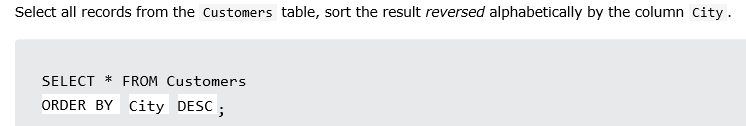 Select all records from the Customers table, sort the result reversed alphabetically by the column City.
SELECT * FROM Customers
ORDER BY City DESC;